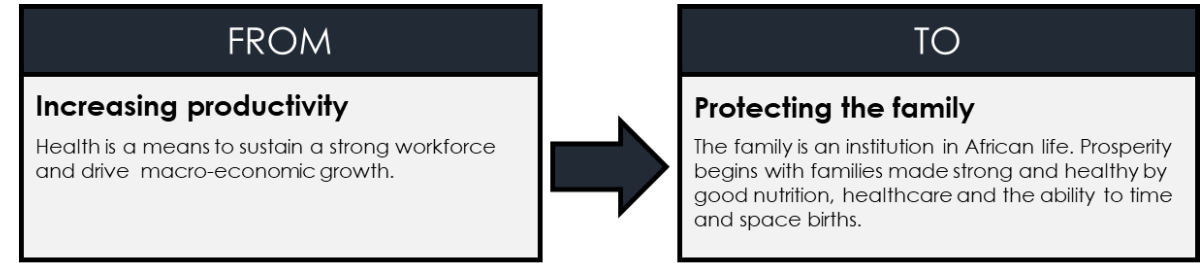 FROM
Increasing productivity
Health is a means to sustain a strong workforce
and drive macro-economic growth.
TO
Protecting the family
The family is an institution in African life. Prosperity
begins with families made strong and healthy by
good nutrition, healthcare and the ability to time
and space births.